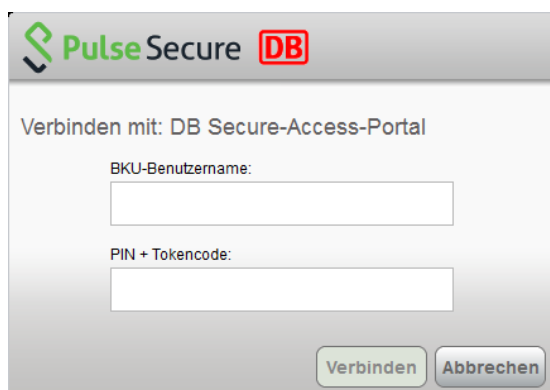 Pulse Secure DB
Verbinden mit: DB Secure-Access-Portal
BKU-Benutzername:
PIN + Tokencode:
Verbinden Abbrechen